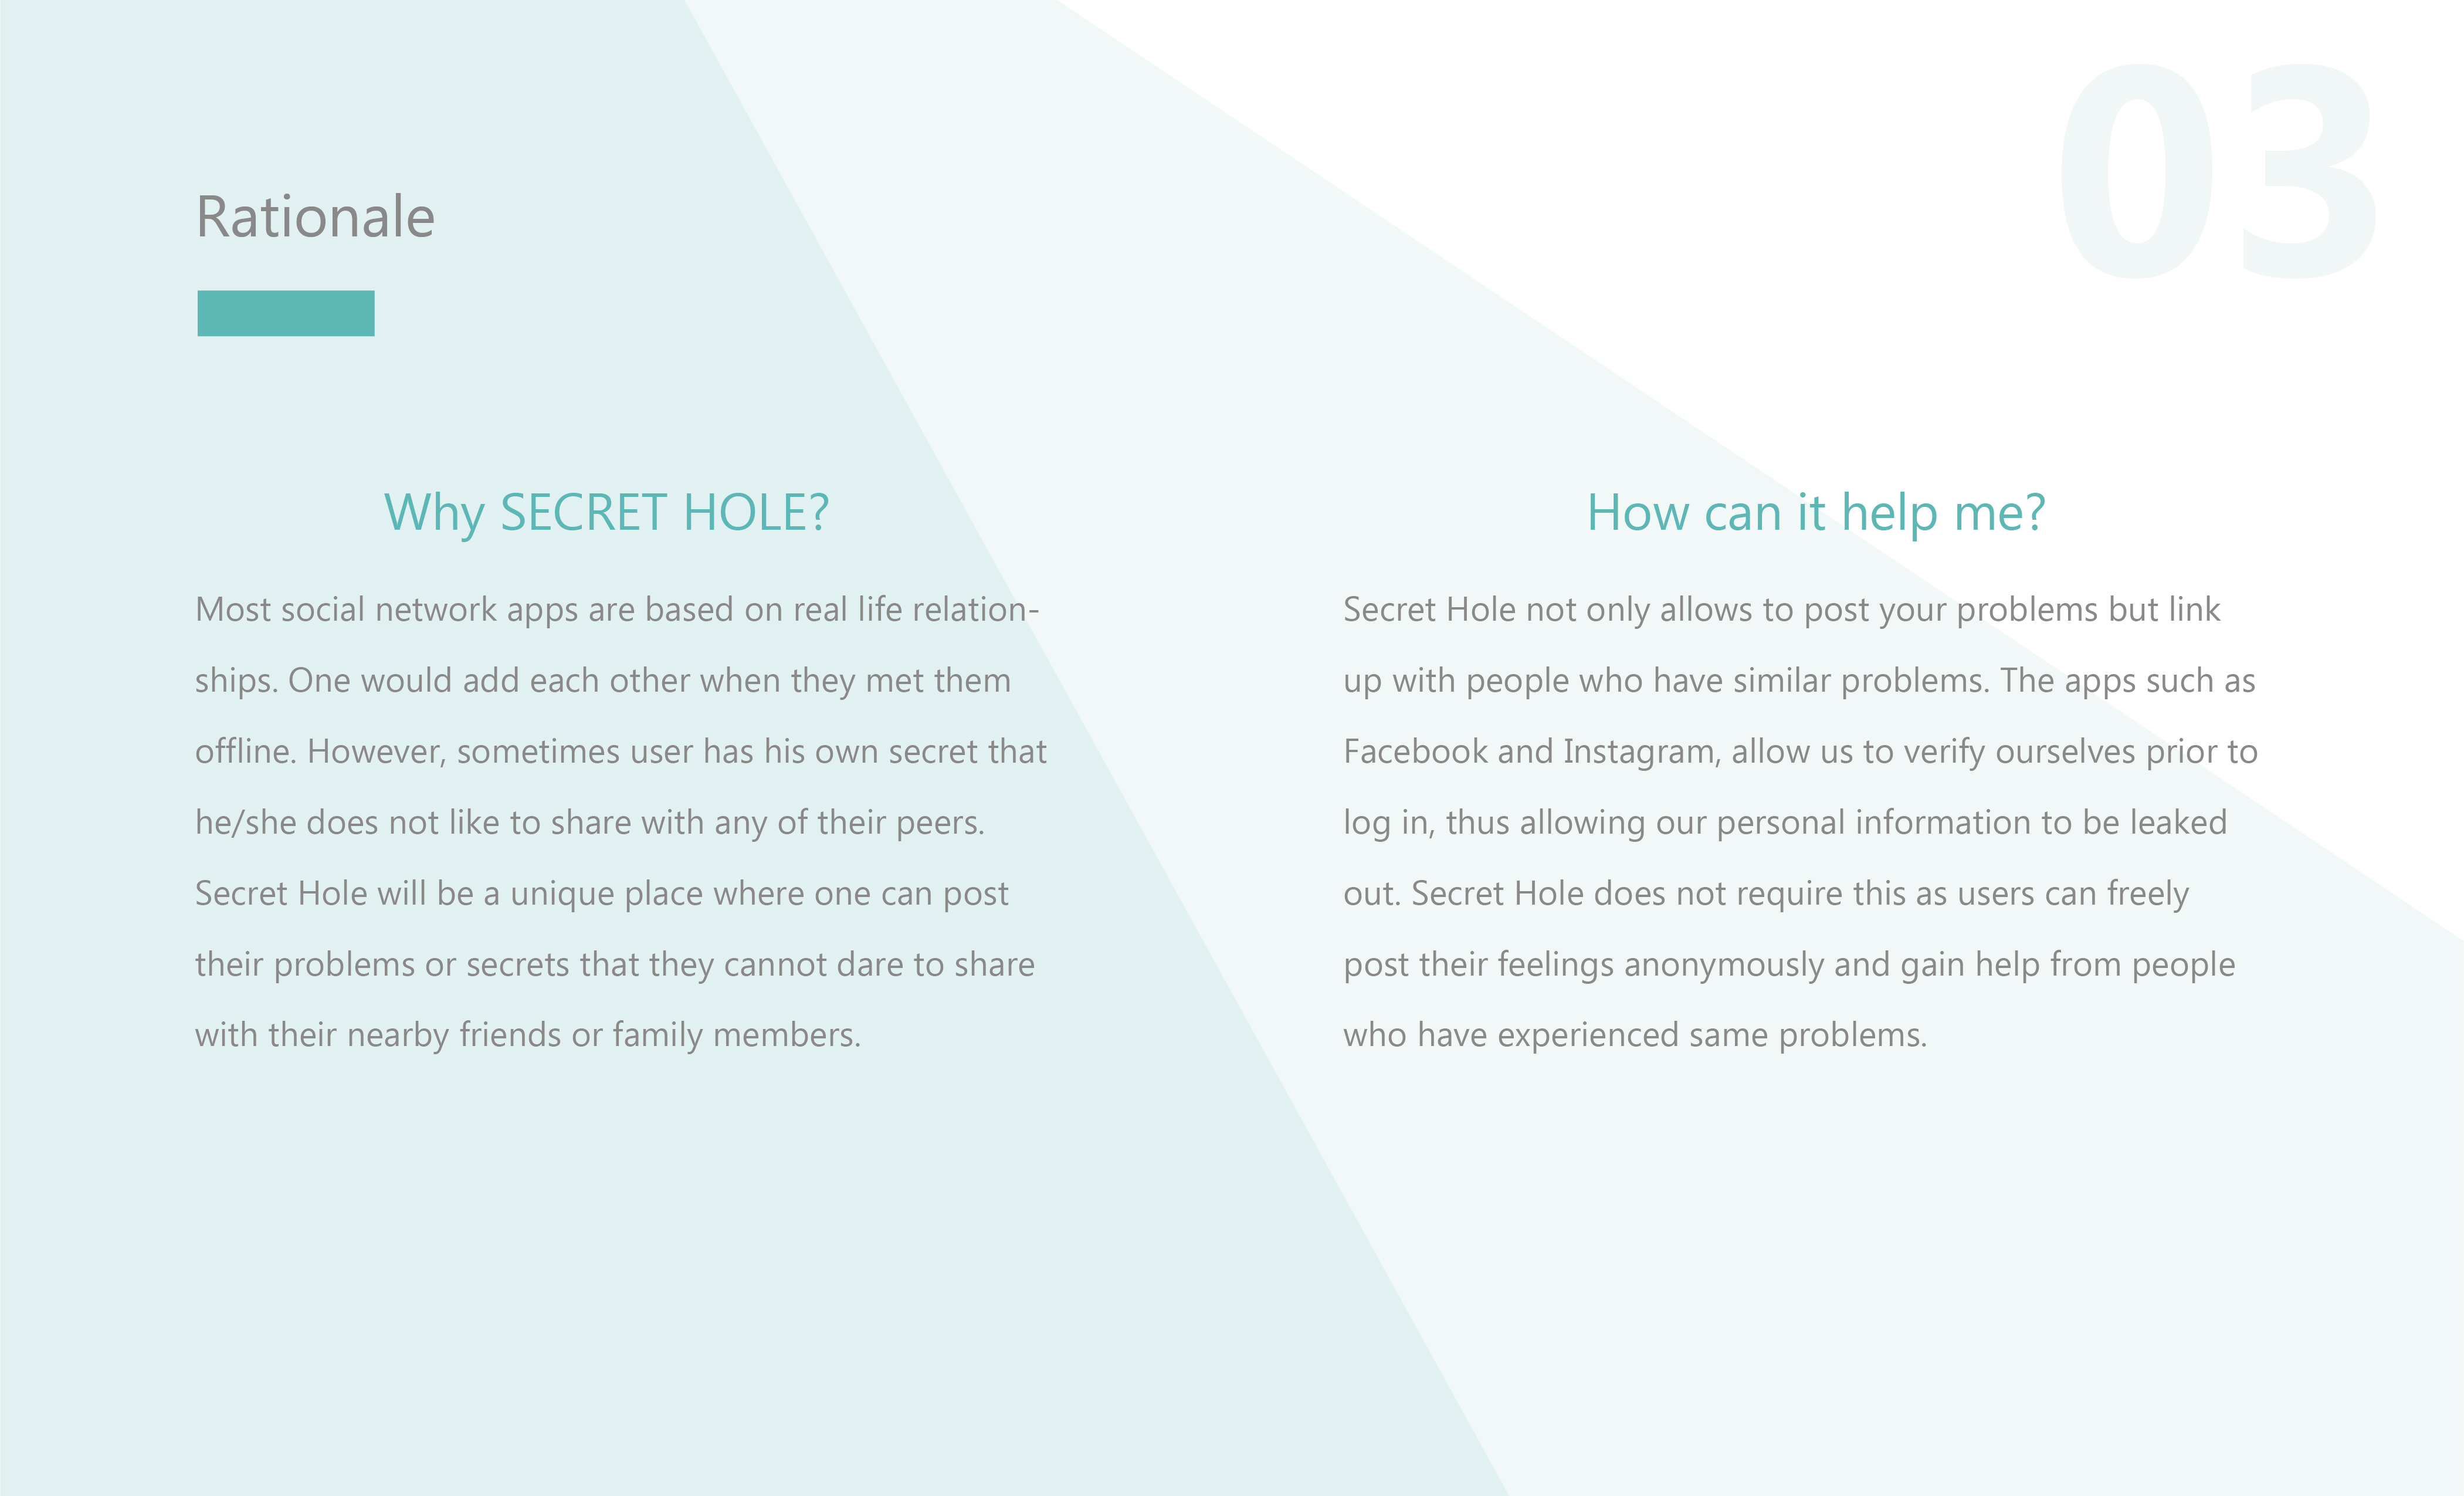 03
Rationale
Why SECRET HOLE?
Most social network apps are based on real life relation-
ships. One would add each other when they met them
offline. However, sometimes user has his own secret that
he/she does not like to share with any of their peers.
Secret Hole will be a unique place where one can post
their problems or secrets that they cannot dare to share
with their nearby friends or family members.
How can it help me?
Secret Hole not only allows to post your problems but link
up with people who have similar problems. The apps such as
Facebook and Instagram, allow us to verify ourselves prior to
log in, thus allowing our personal information to be leaked
out. Secret Hole does not require this as users can freely
post their feelings anonymously and gain help from people
who have experienced same problems.